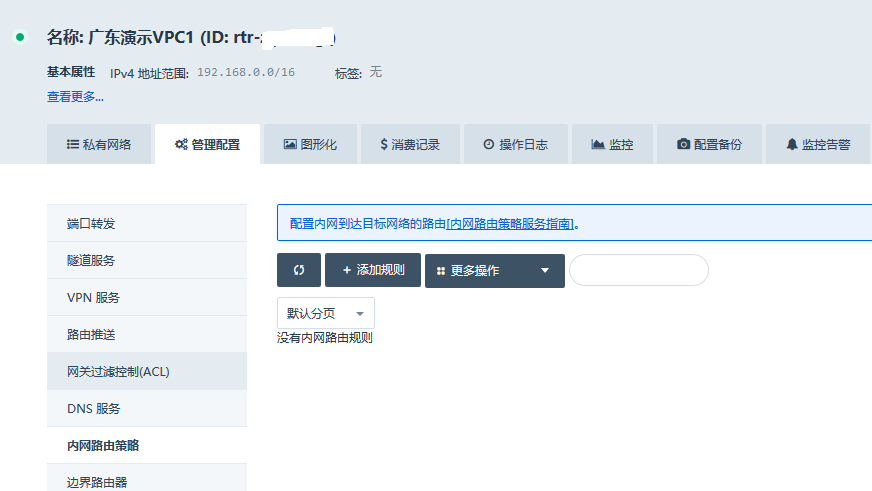 名称: 广东演示VPC1 (ID: rtr-
基本属性 IPv4 地址范围: 192.168.0.0/16 标签: 无
查看更多...
私有网络 管理配置 图形化 消费记录 操作日志 监控 配置备份 监控告警
端口转发
隧道服务
VPN 服务
路由推送
网关过滤控制(ACL)
DNS 服务
内网路由策略
边界路由器
配置内网到达目标网络的路由[内网路由策略服务指南]。
添加规则 更多操作
默认分页
没有内网路由规则